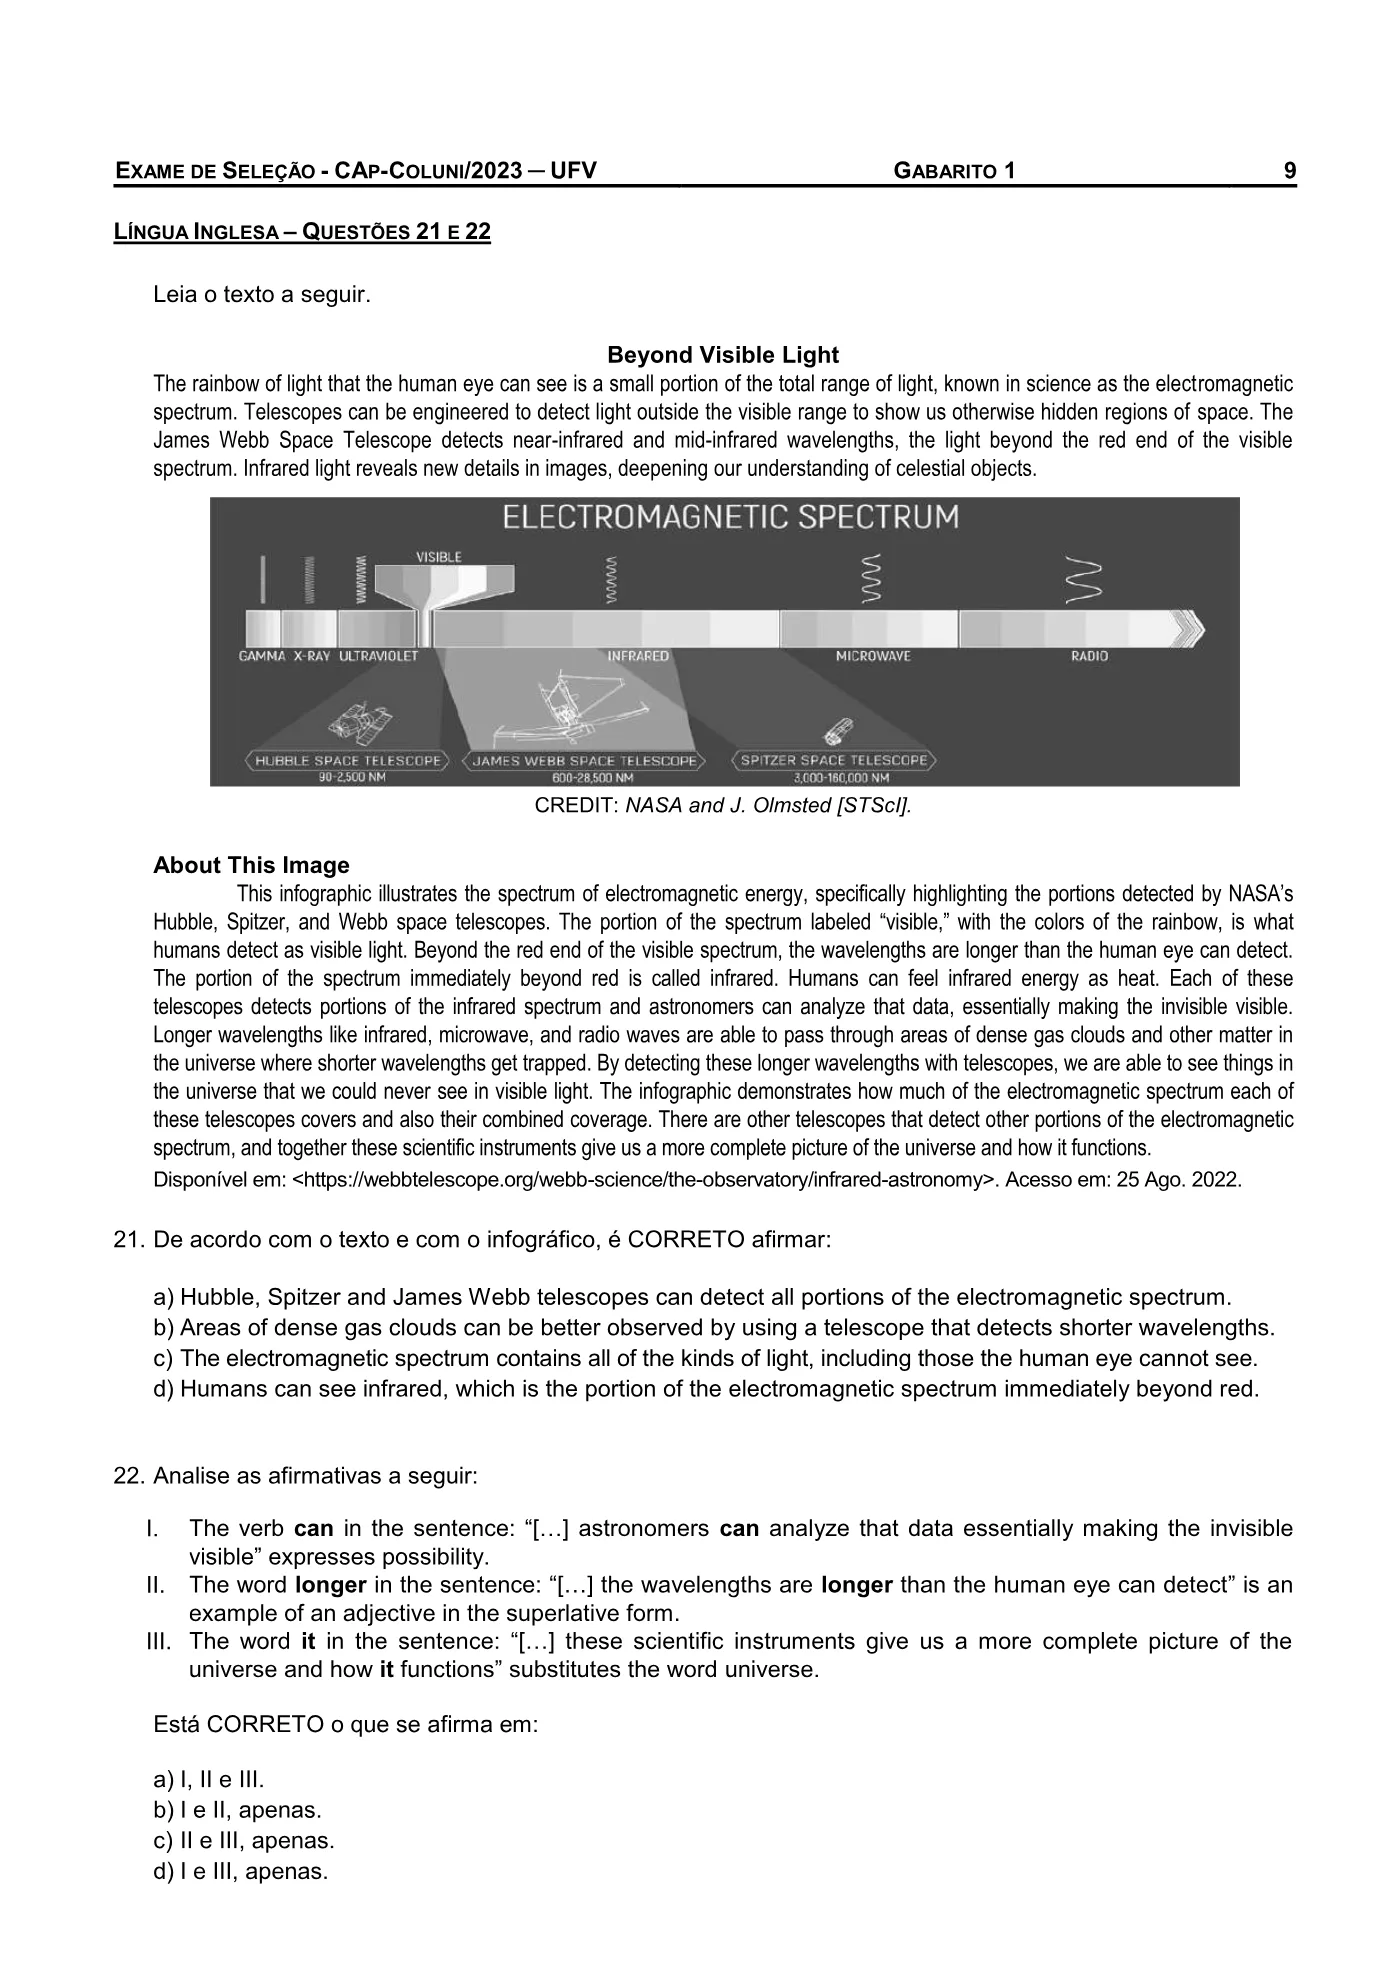 EXAME DE SELEÇÃO - CAP-COLUNI/2023 ─ UFV GABARITO 1 9
LÍNGUA INGLESA – QUESTÕES 21 E 22
Leia o texto a seguir.
Beyond Visible Light
The rainbow of light that the human eye can see is a small portion of the total range of light, known in science as the electromagnetic
spectrum. Telescopes can be engineered to detect light outside the visible range to show us otherwise hidden regions of space. The
James Webb Space Telescope detects near-infrared and mid-infrared wavelengths, the light beyond the red end of the visible
spectrum. Infrared light reveals new details in images, deepening our understanding of celestial objects.
ELECTROMAGNETIC SPECTRUM
VISIBLE
GAMMA X-RAY ULTRAVIOLET INFRARED MICROWAVE RADIO
HUBBLE SPACE TELESCOPE JAMES WEBB SPACE TELESCOPE SPITZER SPACE TELESCOPE
90-2,500 NM 600-28,500 NM 3,000-160,000 NM
CREDIT: NASA and J. Olmsted [STScI].
About This Image
This infographic illustrates the spectrum of electromagnetic energy, specifically highlighting the portions detected by NASA’s
Hubble, Spitzer, and Webb space telescopes. The portion of the spectrum labeled “visible,” with the colors of the rainbow, is what
humans detect as visible light. Beyond the red end of the visible spectrum, the wavelengths are longer than the human eye can detect.
The portion of the spectrum immediately beyond red is called infrared. Humans can feel infrared energy as heat. Each of these
telescopes detects portions of the infrared spectrum and astronomers can analyze that data, essentially making the invisible visible.
Longer wavelengths like infrared, microwave, and radio waves are able to pass through areas of dense gas clouds and other matter in
the universe where shorter wavelengths get trapped. By detecting these longer wavelengths with telescopes, we are able to see things in
the universe that we could never see in visible light. The infographic demonstrates how much of the electromagnetic spectrum each of
these telescopes covers and also their combined coverage. There are other telescopes that detect other portions of the electromagnetic
spectrum, and together these scientific instruments give us a more complete picture of the universe and how it functions.
Disponível em: <https://webbtelescope.org/webb-science/the-observatory/infrared-astronomy>. Acesso em: 25 Ago. 2022.
21. De acordo com o texto e com o infográfico, é CORRETO afirmar:
a) Hubble, Spitzer and James Webb telescopes can detect all portions of the electromagnetic spectrum.
b) Areas of dense gas clouds can be better observed by using a telescope that detects shorter wavelengths.
c) The electromagnetic spectrum contains all of the kinds of light, including those the human eye cannot see.
d) Humans can see infrared, which is the portion of the electromagnetic spectrum immediately beyond red.
22. Analise as afirmativas a seguir:
I. The verb can in the sentence: “[…] astronomers can analyze that data essentially making the invisible
visible” expresses possibility.
II. The word longer in the sentence: “[…] the wavelengths are longer than the human eye can detect” is an
example of an adjective in the superlative form.
III. The word it in the sentence: “[…] these scientific instruments give us a more complete picture of the
universe and how it functions” substitutes the word universe.
Está CORRETO o que se afirma em:
a) I, II e III.
b) I e II, apenas.
c) II e III, apenas.
d) I e III, apenas.